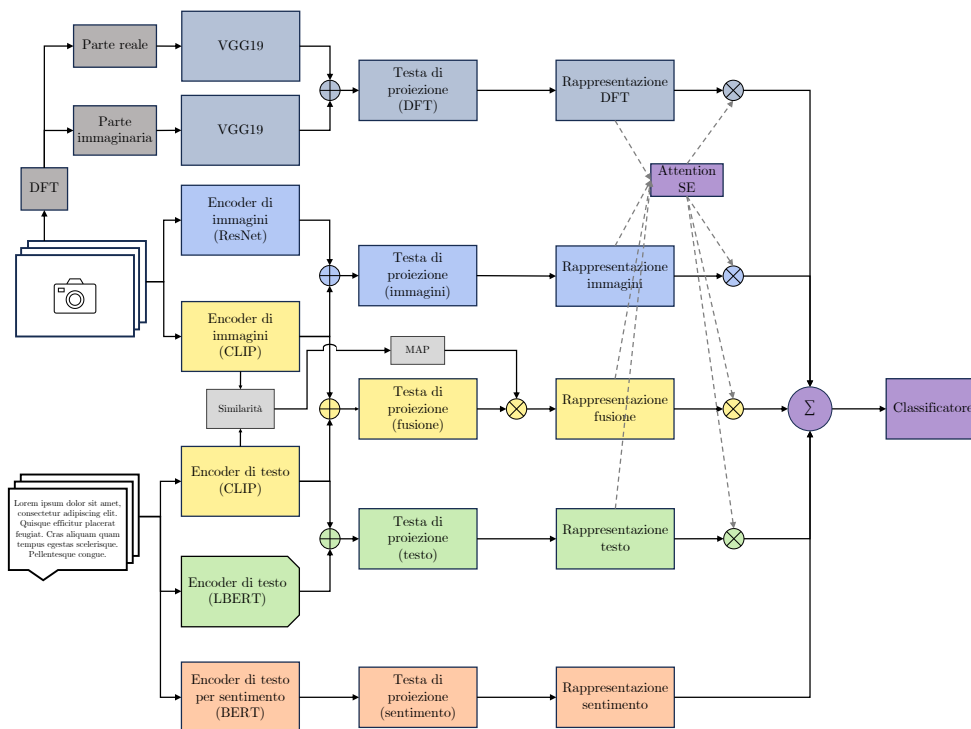 Parte reale
VGG19
Testa di
proiezione
(DFT)
Rappresentazione
DFT
Parte
immaginaria
VGG19
DFT
Attention
SE
Encoder di
immagini
(ResNet)
Testa di
proiezione
(immagini)
Rappresentazione
immagini
Encoder di
immagini
(CLIP)
MAP
Similarità
Testa di
proiezione
(fusione)
Rappresentazione
fusione
Σ
Classificatore
Encoder di testo
(CLIP)
Lorem ipsum dolor sit amet,
consectetur adipiscing elit.
Quisque efficitur placerat
feugiat. Cras aliquam quam
tempus egestas scelerisque.
Pellentesque congue.
Testa di
proiezione
(testo)
Rappresentazione
testo
Encoder di testo
(LBERT)
Encoder di testo
per sentimento
(BERT)
Testa di
proiezione
(sentimento)
Rappresentazione
sentimento